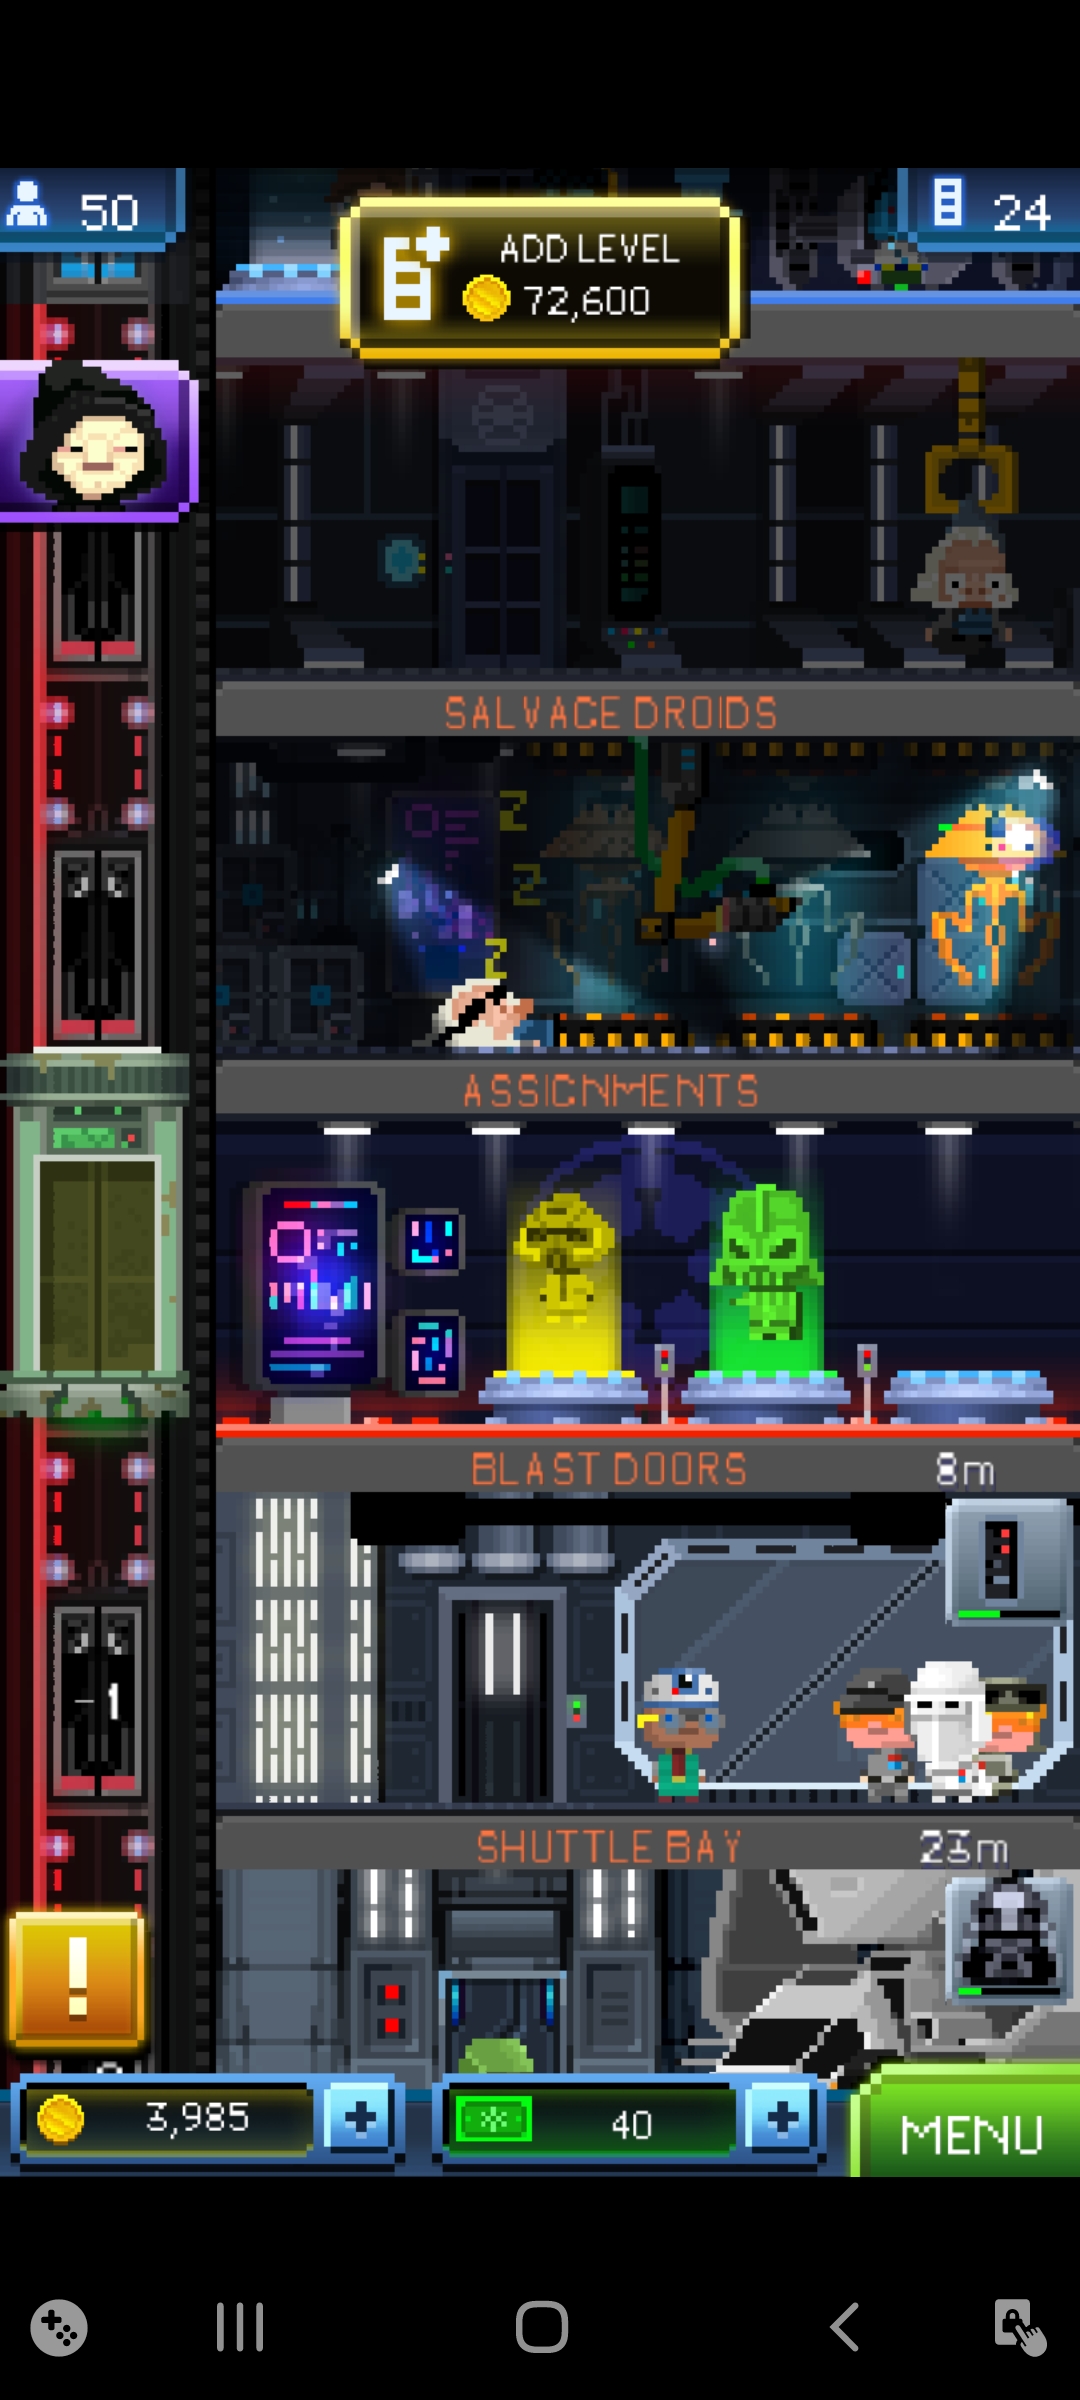 50
24
ADD LEVEL
72,600
SALVAGE DROIDS
Z
Z
Z
ASSIGNMENTS
BLAST DOORS 8m
-1
SHUTTLE BAY 23m
!
3,985
40
MENU